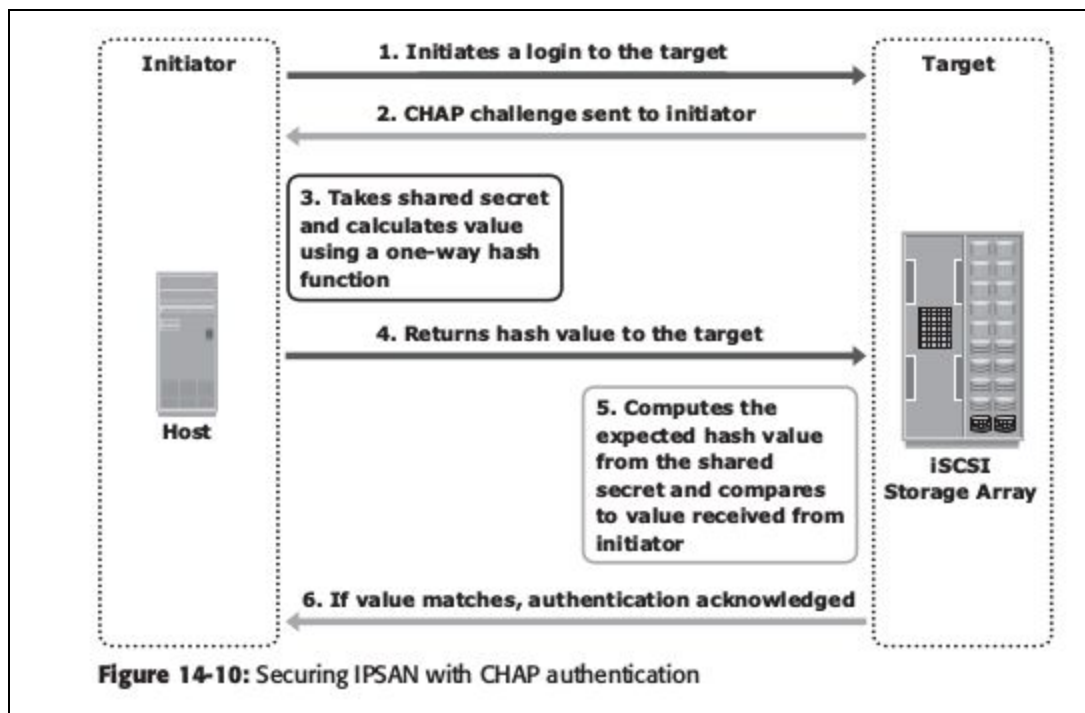 Initiator
1. Initiates a login to the target
Target
2. CHAP challenge sent to initiator
3. Takes shared secret
and calculates value
using a one-way hash
function
4. Returns hash value to the target
Host
5. Computes the
expected hash value
from the shared
secret and compares
to value received from
initiator
iSCSI
Storage Array
6. If value matches, authentication acknowledged
Figure 14-10: Securing IPSAN with CHAP authentication